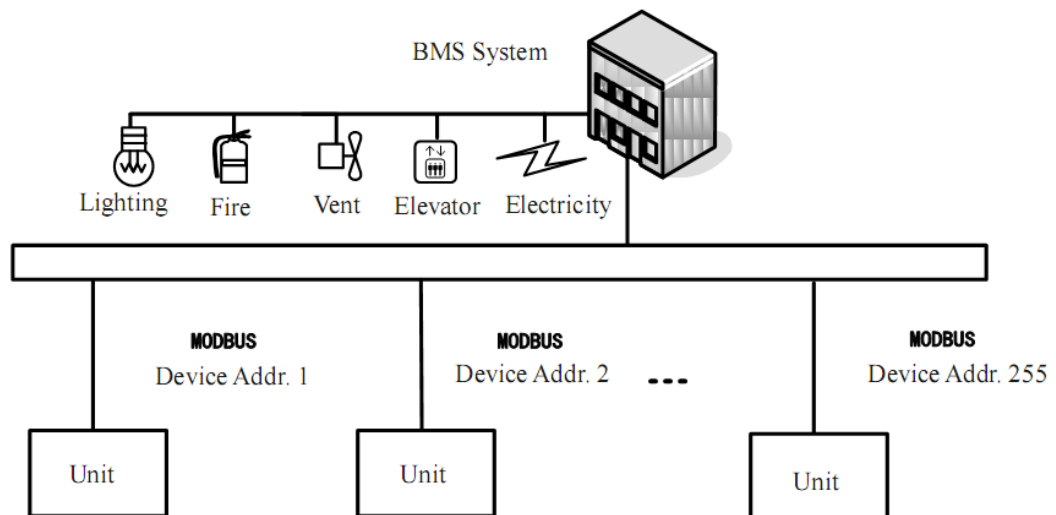 BMS System
Lighting
Fire
Vent
Elevator
Electricity
MODBUS
Device Addr. 1
MODBUS
Device Addr. 2
...
MODBUS
Device Addr. 255
Unit
Unit
Unit